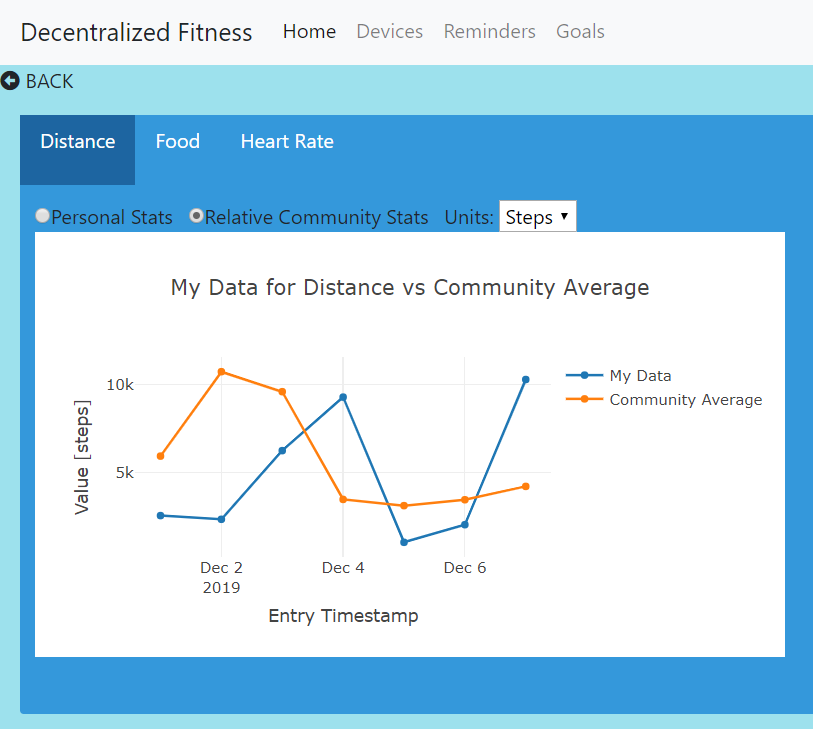 Decentralized Fitness Home Devices Reminders Goals
BACK
Distance Food Heart Rate
Personal Stats Relative Community Stats Units: Steps
My Data for Distance vs Community Average
10k
5k
Value [steps]
My Data
Community Average
Dec 2 Dec 4 Dec 6
2019
Entry Timestamp